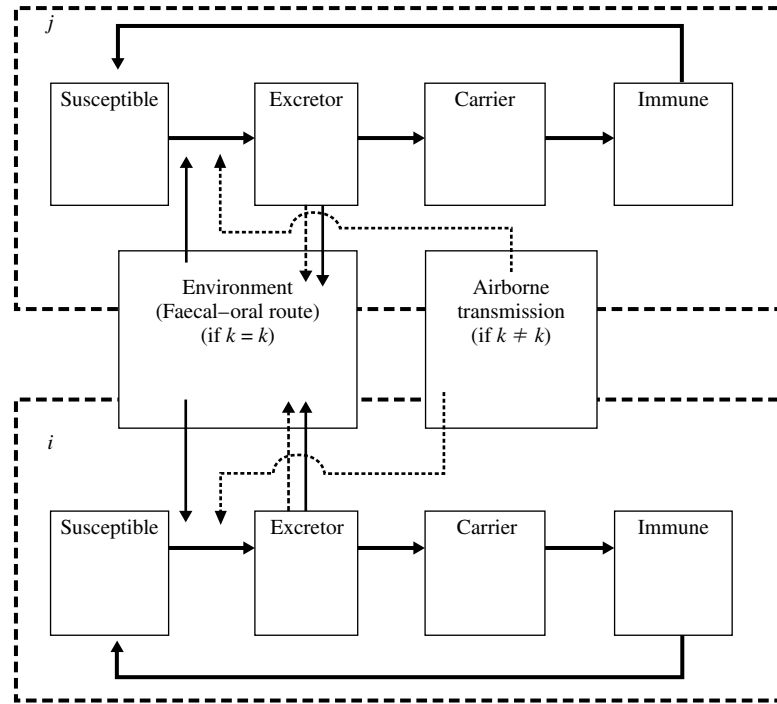 j
Susceptible
Excretor
Carrier
Immune
Environment
(Faecal–oral route)
(if k = k)
Airborne
transmission
(if k ≠ k)
i
Susceptible
Excretor
Carrier
Immune